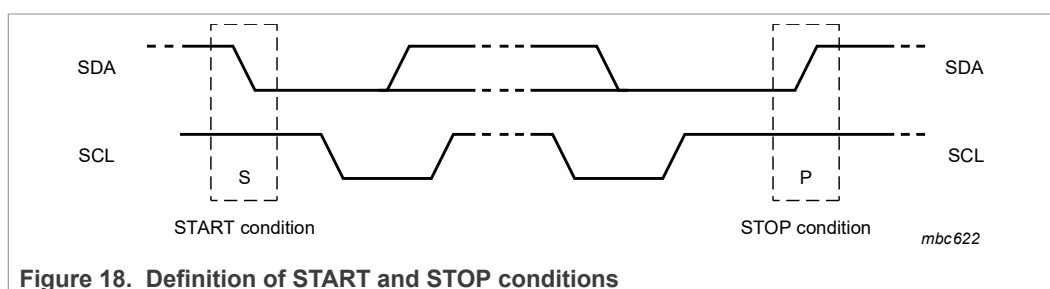 SDA SDA
SCL SCL
S P
START condition STOP condition
mbc622
Figure 18. Definition of START and STOP conditions